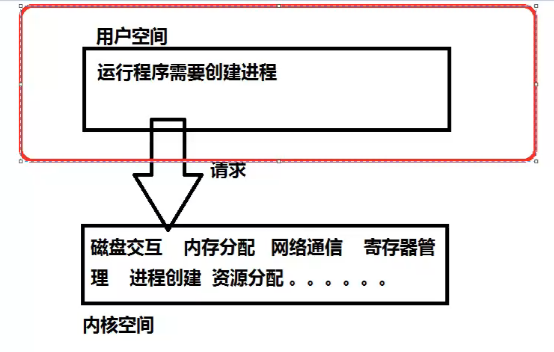 用户空间
运行程序需要创建进程
请求
磁盘交互 内存分配 网络通信 寄存器管
理 进程创建 资源分配 。。。。。。
内核空间